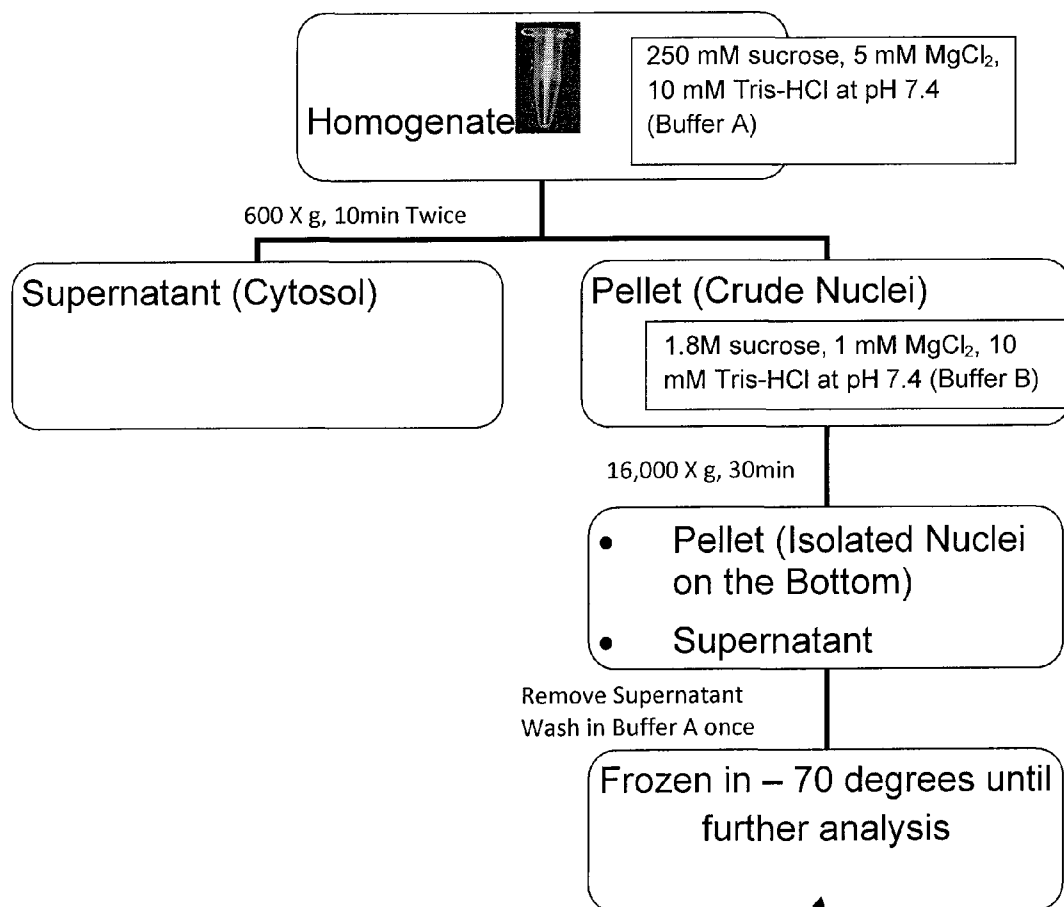 Homogenate
250 mM sucrose, 5 mM MgCl₂,
10 mM Tris-HCl at pH 7.4
(Buffer A)
600 X g, 10min Twice
Supernatant (Cytosol)
Pellet (Crude Nuclei)
1.8M sucrose, 1 mM MgCl₂, 10
mM Tris-HCl at pH 7.4 (Buffer B)
16,000 X g, 30min
• Pellet (Isolated Nuclei
on the Bottom)
• Supernatant
Remove Supernatant
Wash in Buffer A once
Frozen in – 70 degrees until
further analysis